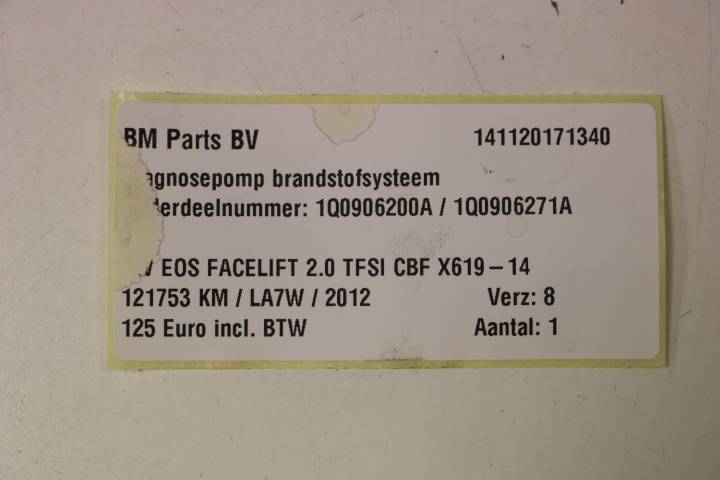 BM Parts BV 141120171340
agnosepomp brandstofsysteem
derdeelnummer: 1Q0906200A / 1Q0906271A
EOS FACELIFT 2.0 TFSI CBF X619-14
121753 KM / LA7W / 2012 Verz: 8
125 Euro incl. BTW Aantal: 1